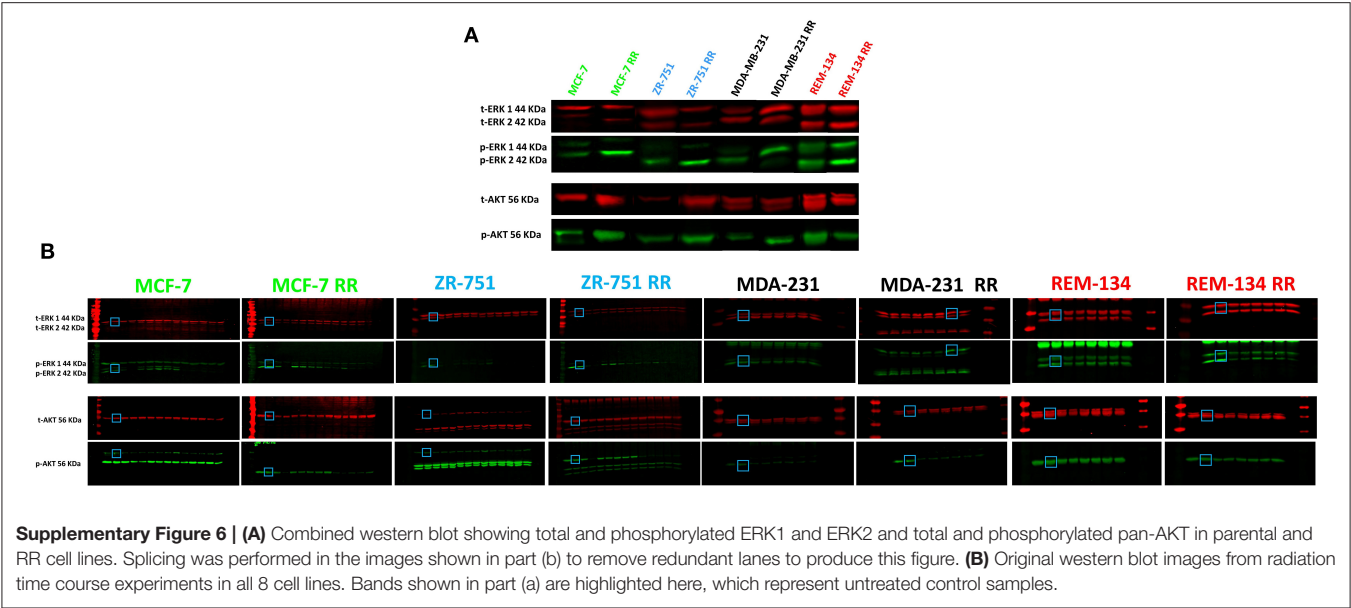 A
MCF-7
MCF-7 RR
ZR-751
ZR-751 RR
MDA-MB-231
MDA-MB-231 RR
REM-134
REM-134 RR
t-ERK 1 44 KDa
t-ERK 2 42 KDa
p-ERK 1 44 KDa
p-ERK 2 42 KDa
t-AKT 56 KDa
p-AKT 56 KDa
B
MCF-7
MCF-7 RR
ZR-751
ZR-751 RR
MDA-231
MDA-231 RR
REM-134
REM-134 RR
t-ERK 1 44 KDa
t-ERK 2 42 KDa
p-ERK 1 44 KDa
p-ERK 2 42 KDa
t-AKT 56 KDa
p-AKT 56 KDa
Supplementary Figure 6 | (A) Combined western blot showing total and phosphorylated ERK1 and ERK2 and total and phosphorylated pan-AKT in parental and
RR cell lines. Splicing was performed in the images shown in part (b) to remove redundant lanes to produce this figure. (B) Original western blot images from radiation
time course experiments in all 8 cell lines. Bands shown in part (a) are highlighted here, which represent untreated control samples.